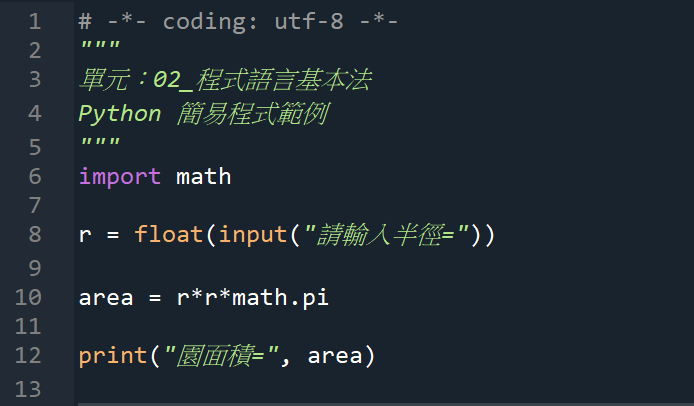 1 # -*- coding: utf-8 -*-
2 """
3 單元：02_程式語言基本法
4 Python 簡易程式範例
5 """
6 import math
7
8 r = float(input("請輸入半徑="))
9
10 area = r*r*math.pi
11
12 print("園面積=", area)
13